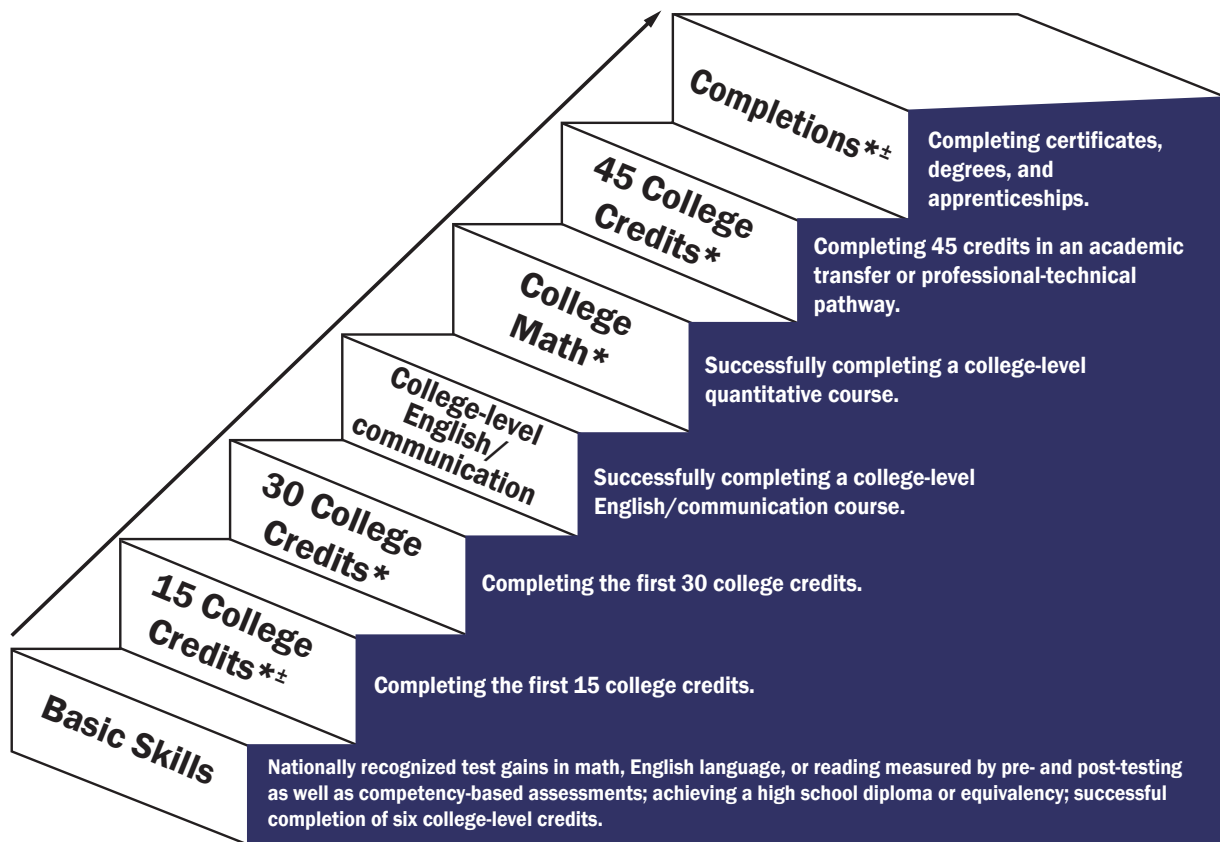 Completions*±
Completing certificates,
degrees, and
apprenticeships.
45 College
Credits*
Completing 45 credits in an academic
transfer or professional-technical
pathway.
College
Math*
Successfully completing a college-level
quantitative course.
College-level
English/
communication
Successfully completing a college-level
English/communication course.
30 College
Credits*
Completing the first 30 college credits.
15 College
Credits*±
Completing the first 15 college credits.
Basic Skills
Nationally recognized test gains in math, English language, or reading measured by pre- and post-testing
as well as competency-based assessments; achieving a high school diploma or equivalency; successful
completion of six college-level credits.